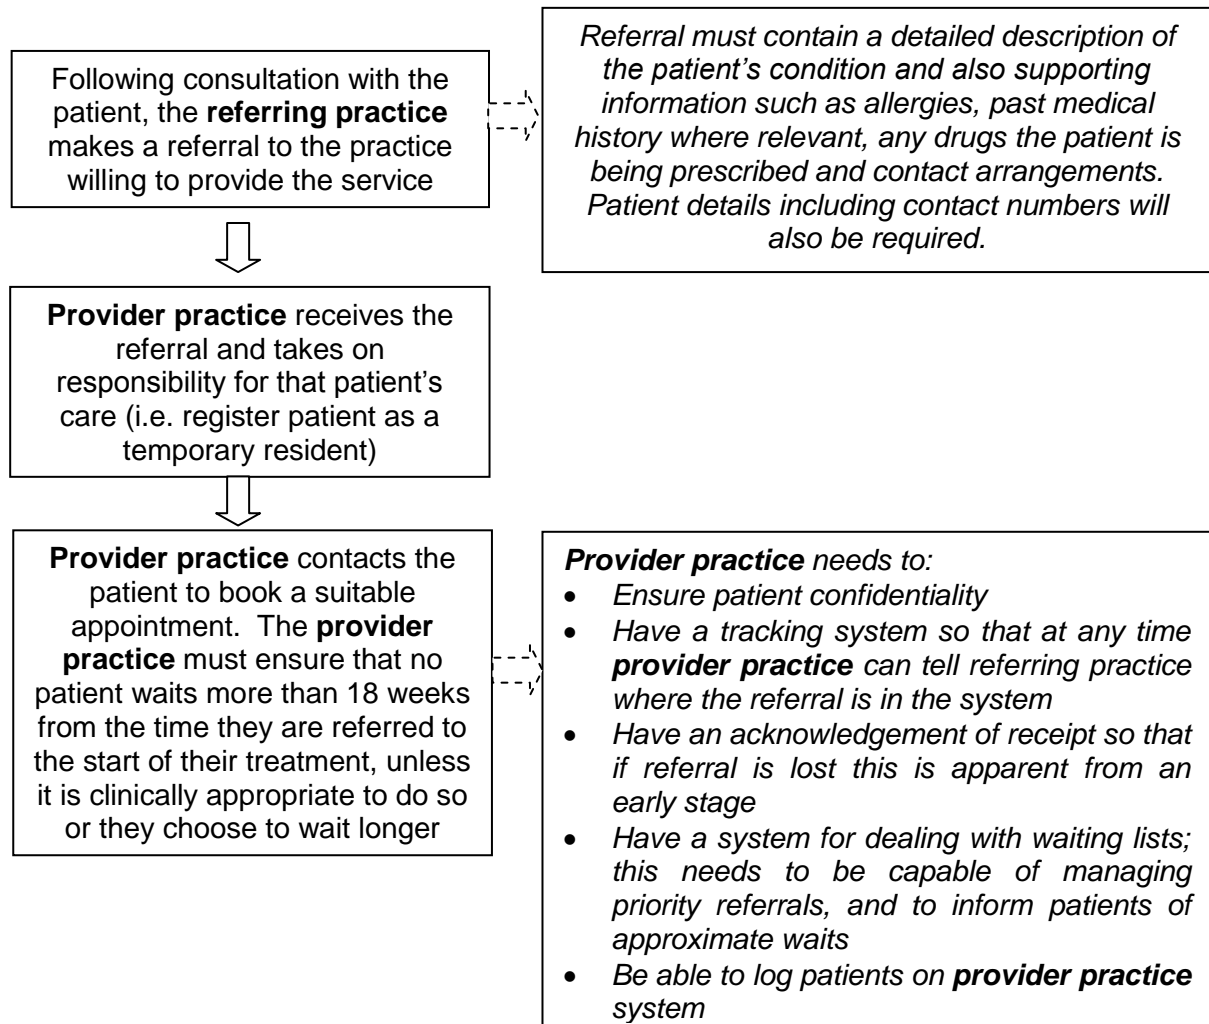 Following consultation with the
patient, the referring practice
makes a referral to the practice
willing to provide the service
Referral must contain a detailed description of
the patient's condition and also supporting
information such as allergies, past medical
history where relevant, any drugs the patient is
being prescribed and contact arrangements.
Patient details including contact numbers will
also be required.
Provider practice receives the
referral and takes on
responsibility for that patient's
care (i.e. register patient as a
temporary resident)
Provider practice contacts the
patient to book a suitable
appointment.  The provider
practice must ensure that no
patient waits more than 18 weeks
from the time they are referred to
the start of their treatment, unless
it is clinically appropriate to do so
or they choose to wait longer
Provider practice needs to:
• Ensure patient confidentiality
• Have a tracking system so that at any time
provider practice can tell referring practice
where the referral is in the system
• Have an acknowledgement of receipt so that
if referral is lost this is apparent from an
early stage
• Have a system for dealing with waiting lists;
this needs to be capable of managing
priority referrals, and to inform patients of
approximate waits
• Be able to log patients on provider practice
system